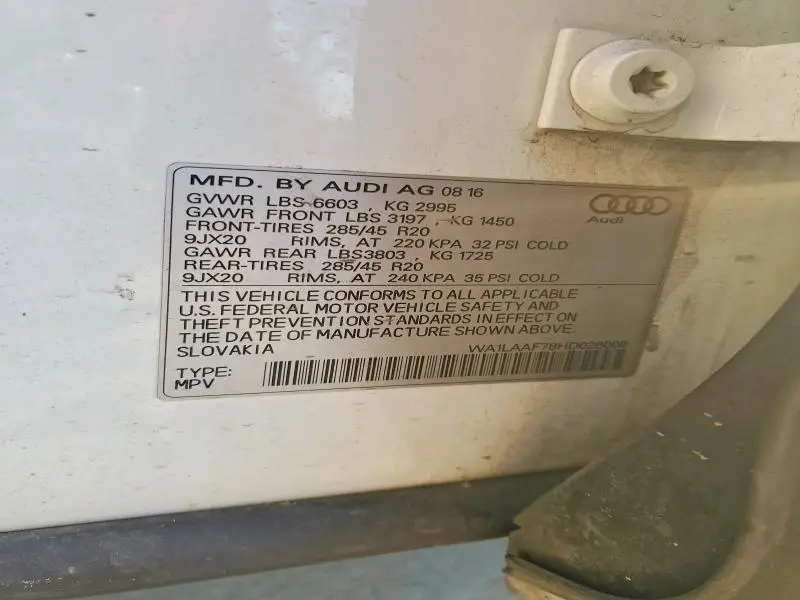 MFD. BY AUDI AG 08 16
GVWR LBS 6603 , KG 2995
GAWR FRONT LBS 3197 , KG 1450
FRONT-TIRES 285/45 R20
9JX20 RIMS, AT 220 KPA 32 PSI COLD
GAWR REAR LBS3803 , KG 1725
REAR-TIRES 285/45 R20
9JX20 RIMS, AT 240 KPA 35 PSI COLD
Audi
THIS VEHICLE CONFORMS TO ALL APPLICABLE
U.S. FEDERAL MOTOR VEHICLE SAFETY AND
THEFT PREVENTION STANDARDS IN EFFECT ON
THE DATE OF MANUFACTURE SHOWN ABOVE.
SLOVAKIA WA1LAAF78HD026008
TYPE:
MPV